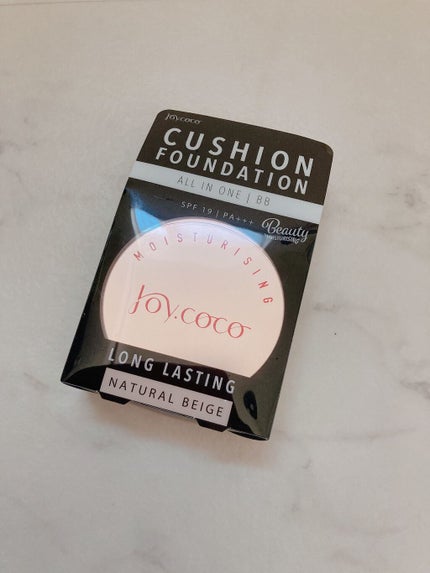 Joy.coco
CUSHION
FOUNDATION
ALL IN ONE | BB
SPF 19 | PA+++
Beauty
MOISTURISING
Joy.coco
LONG LASTING
NATURAL BEIGE